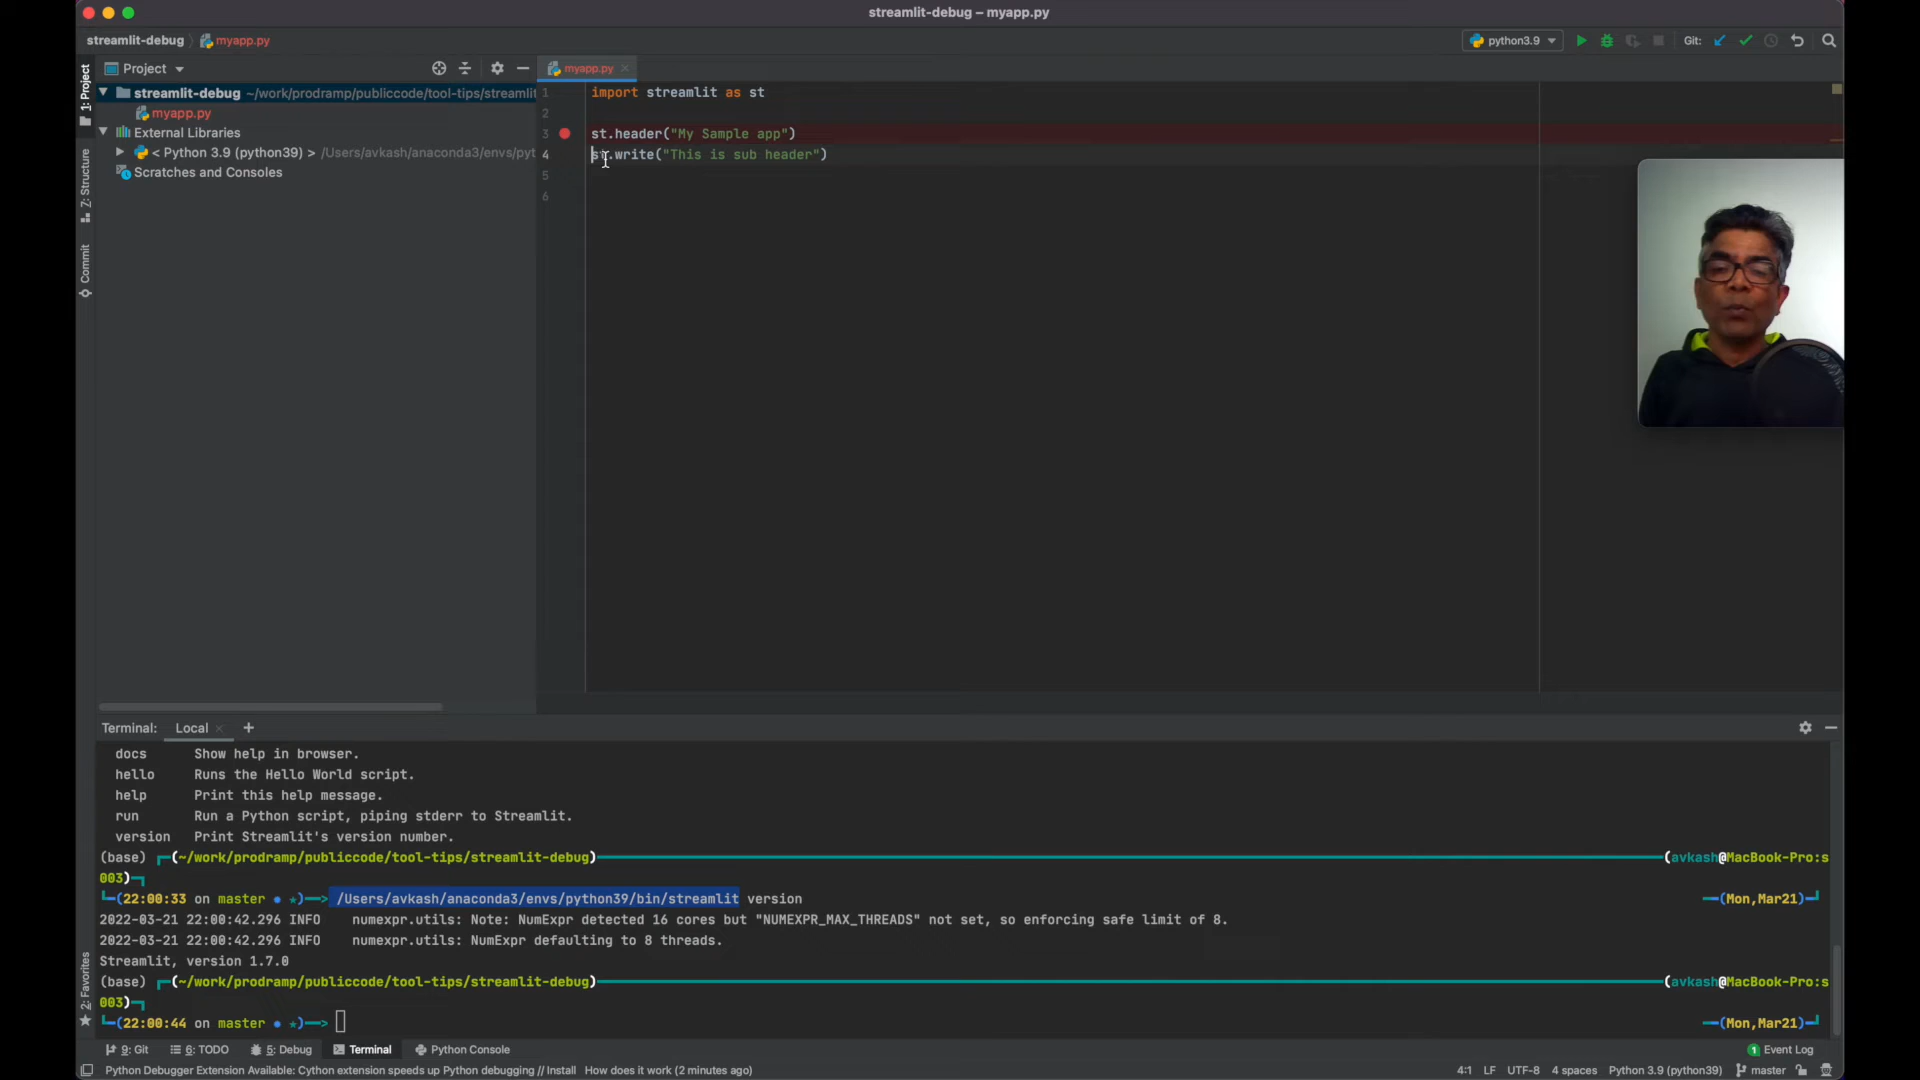 streamlit-debug – myapp.py
streamlit-debug myapp.py python3.9 Git:
1: Project Project myapp.py
streamlit-debug ~/work/prodramp/publiccode/tool-tips/streamlit
myapp.py
External Libraries
< Python 3.9 (python39) > /Users/avkash/anaconda3/envs/pyt
Scratches and Consoles
Z: Structure
Commit
1 import streamlit as st
2
3 st.header("My Sample app")
4 st.write("This is sub header")
5
6
Terminal: Local +
docs Show help in browser.
hello Runs the Hello World script.
help Print this help message.
run Run a Python script, piping stderr to Streamlit.
version Print Streamlit's version number.
(base) (~/work/prodramp/publiccode/tool-tips/streamlit-debug) (avkash@MacBook-Pro:s
003)
(22:00:33 on master ● ★)──> /Users/avkash/anaconda3/envs/python39/bin/streamlit version (Mon,Mar21)
2022-03-21 22:00:42.296 INFO numexpr.utils: Note: NumExpr detected 16 cores but "NUMEXPR_MAX_THREADS" not set, so enforcing safe limit of 8.
2022-03-21 22:00:42.296 INFO numexpr.utils: NumExpr defaulting to 8 threads.
Streamlit, version 1.7.0
(base) (~/work/prodramp/publiccode/tool-tips/streamlit-debug) (avkash@MacBook-Pro:s
003)
(22:00:44 on master ● ★)──> (Mon,Mar21)
2: Favorites
9: Git 6: TODO 5: Debug Terminal Python Console 1 Event Log
Python Debugger Extension Available: Cython extension speeds up Python debugging // Install How does it work (2 minutes ago) 4:1 LF UTF-8 4 spaces Python 3.9 (python39) master